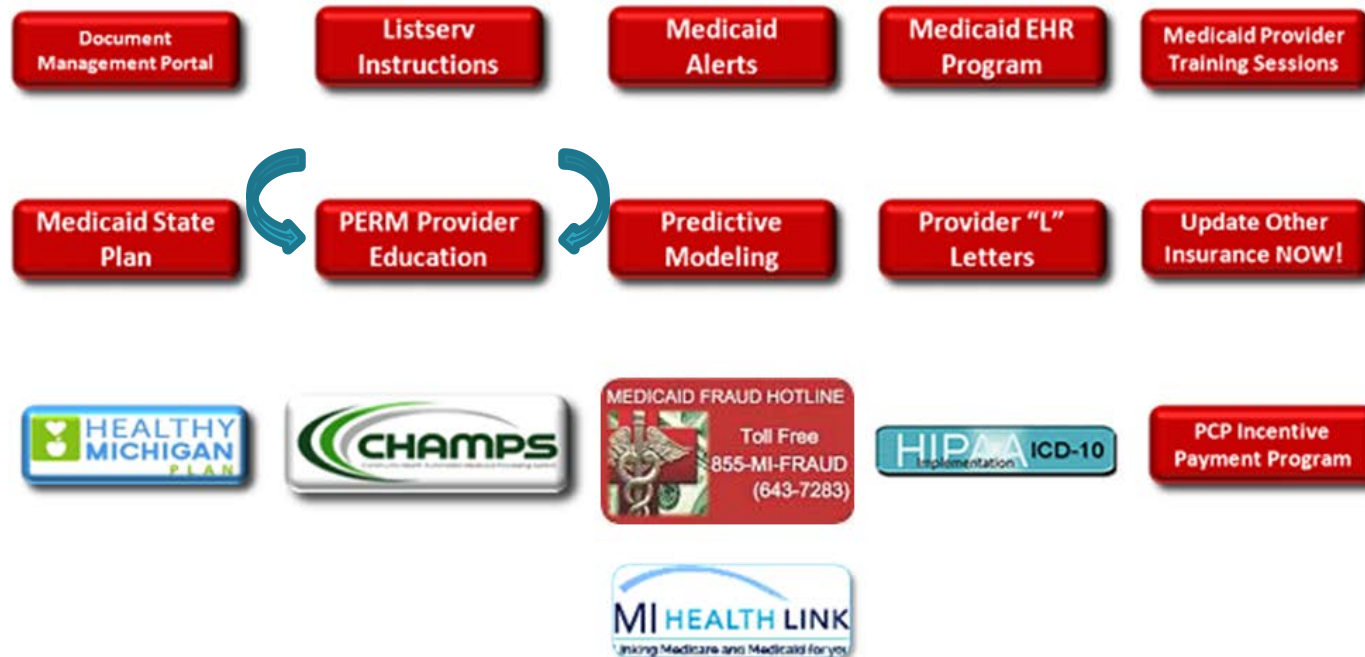 Document
Management Portal
Listserv
Instructions
Medicaid
Alerts
Medicaid EHR
Program
Medicaid Provider
Training Sessions
Medicaid State
Plan
PERM Provider
Education
Predictive
Modeling
Provider “L”
Letters
Update Other
Insurance NOW!
HEALTHY
MICHIGAN
PLAN
CHAMPS
MEDICAID FRAUD HOTLINE
Toll Free
855-MI-FRAUD
(643-7283)
HIPAA
Implementation
ICD-10
PCP Incentive
Payment Program
MI HEALTH LINK
Linking Medicare and Medicaid for you